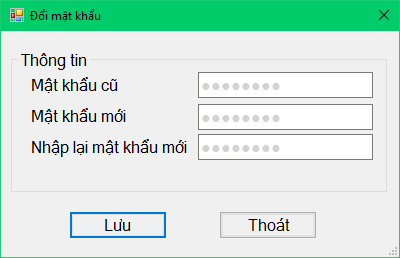 Đổi mật khẩu
Thông tin
Mật khẩu cũ
Mật khẩu mới
Nhập lại mật khẩu mới
Lưu Thoát